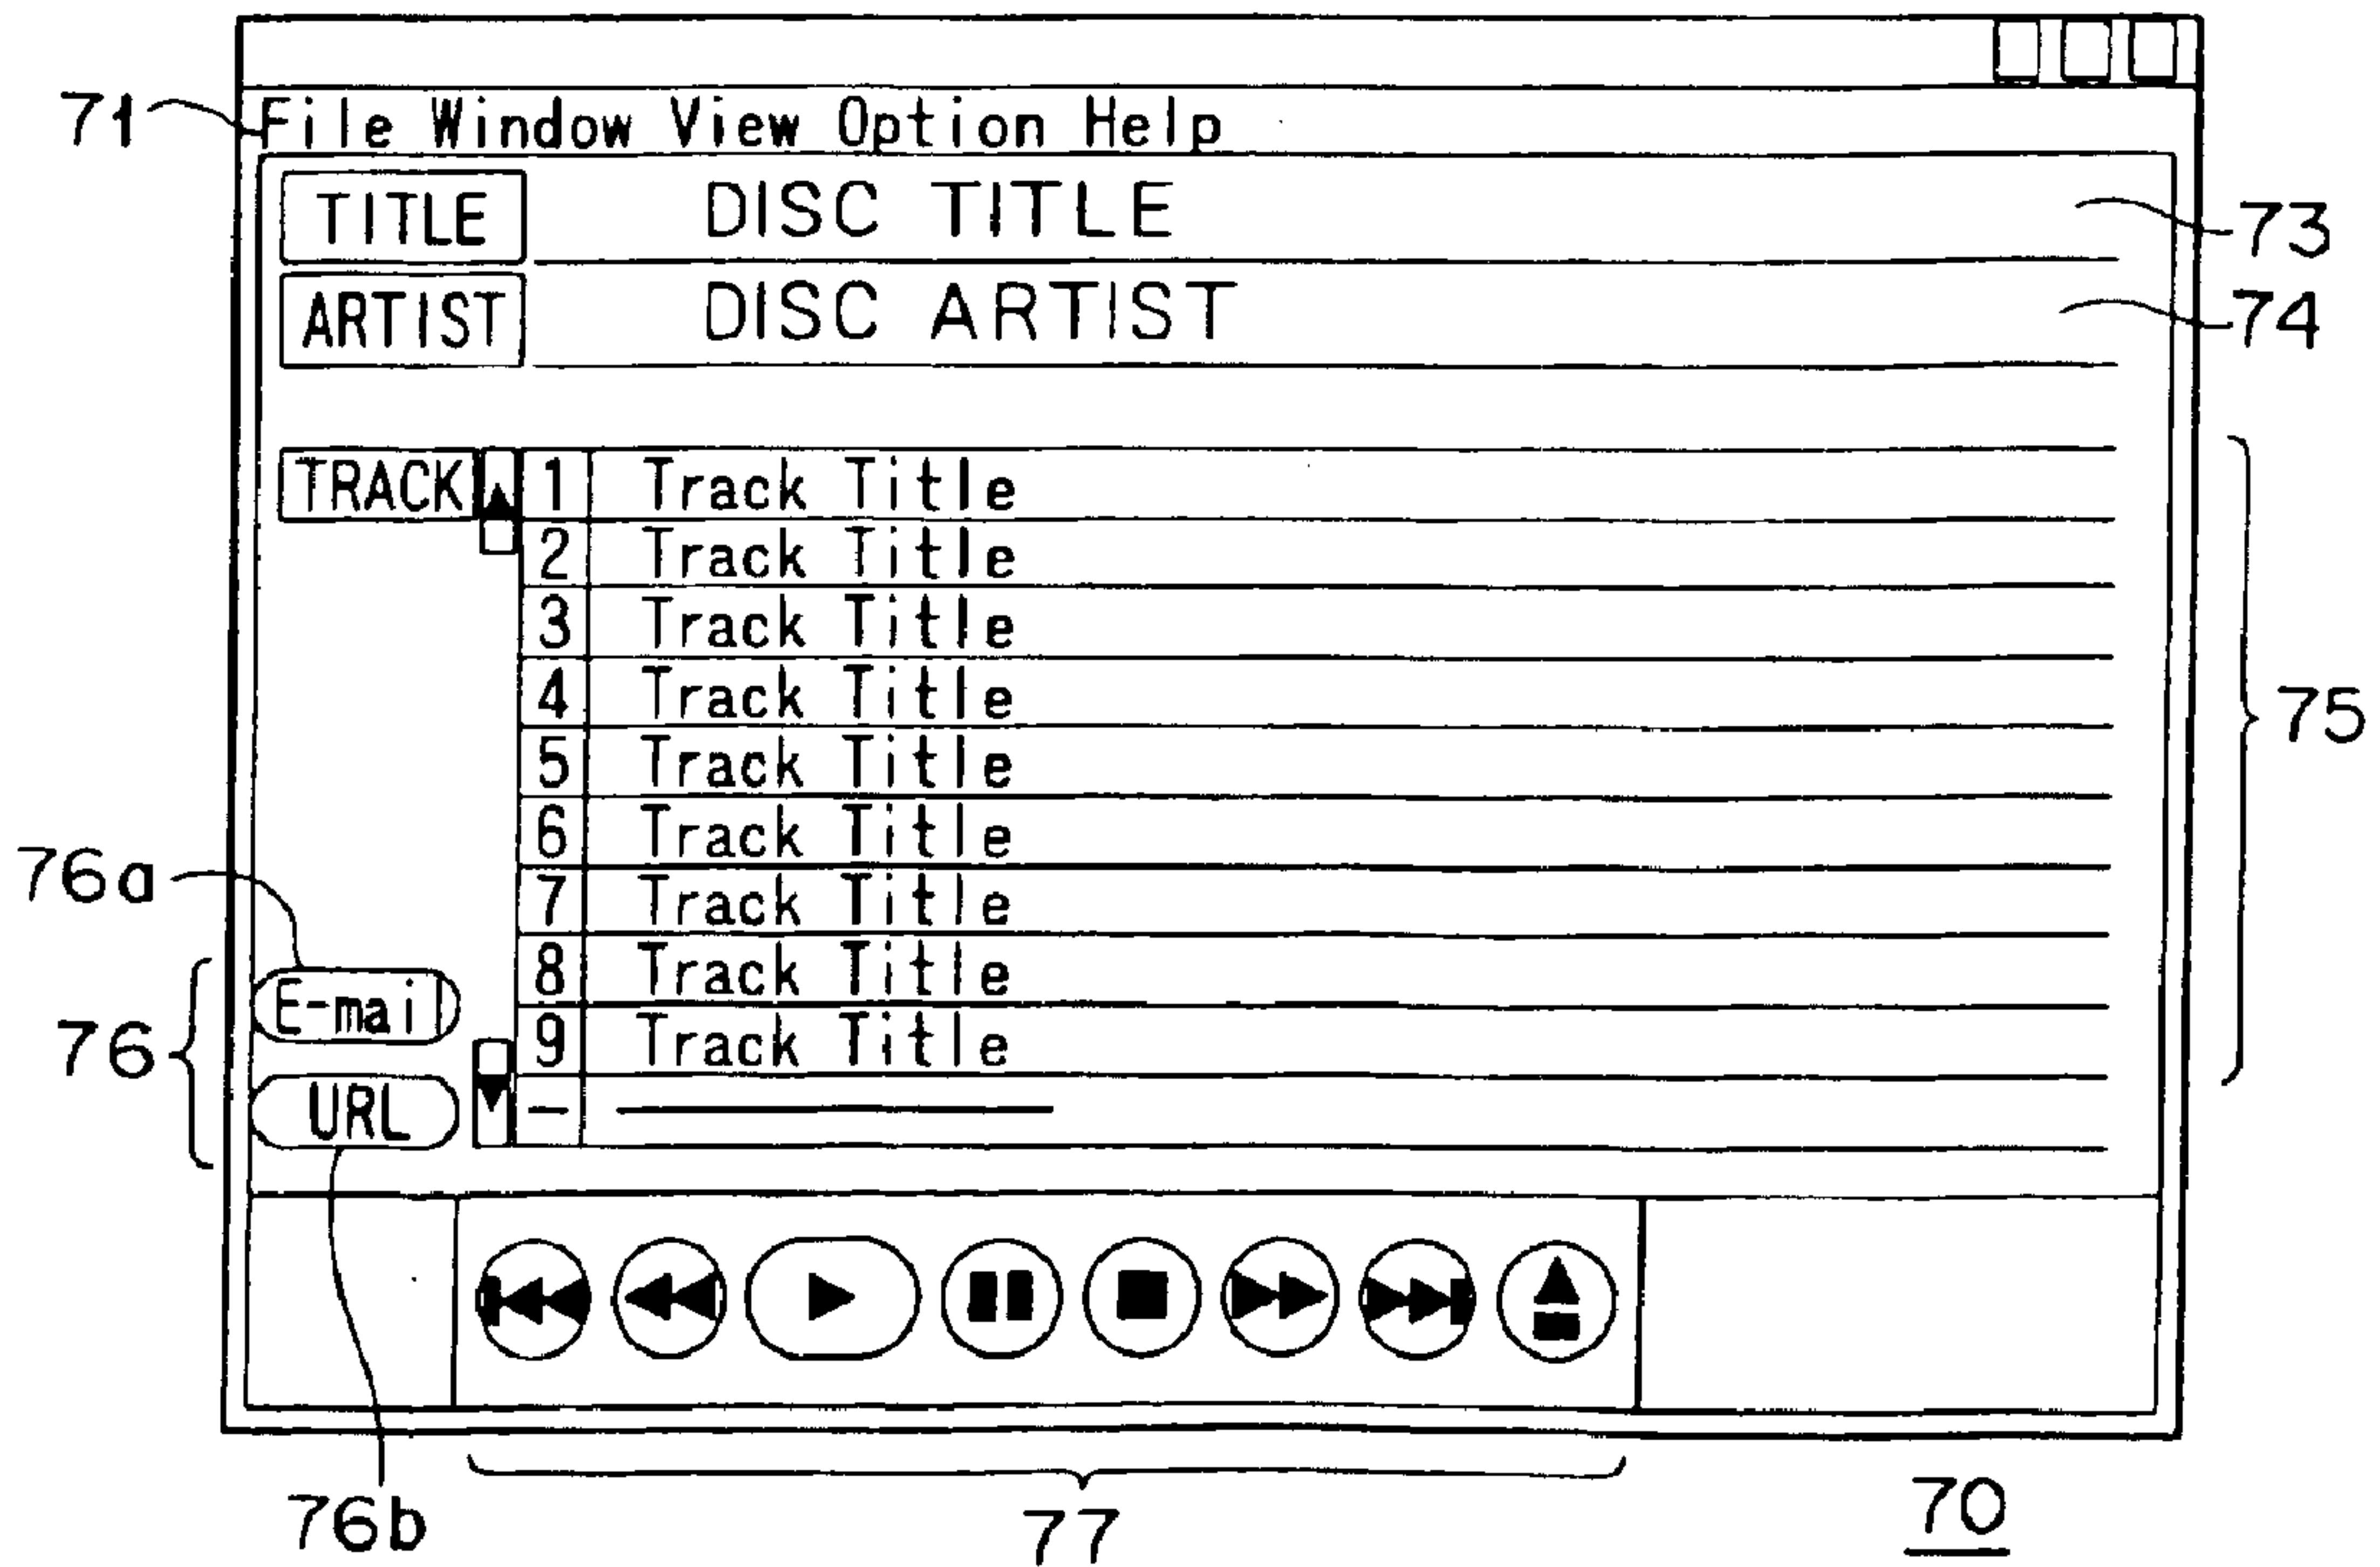 71 File Window View Option Help
TITLE DISC TITLE 73
ARTIST DISC ARTIST 74
TRACK 1 Track Title
2 Track Title
3 Track Title
4 Track Title
75
5 Track Title
6 Track Title
76a
7 Track Title
8 Track Title
E-mail
76
9 Track Title
URL
76b
77
70